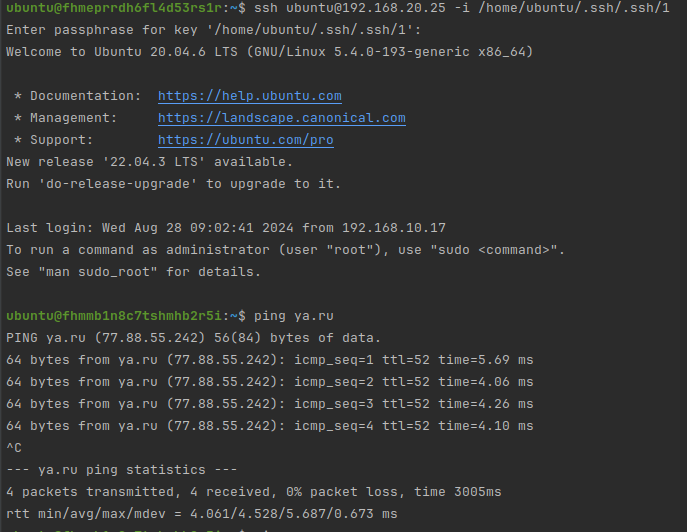 ubuntu@fhmeprrdh6fl4d53rs1r:~$ ssh ubuntu@192.168.20.25 -i /home/ubuntu/.ssh/.ssh/1
Enter passphrase for key '/home/ubuntu/.ssh/.ssh/1':
Welcome to Ubuntu 20.04.6 LTS (GNU/Linux 5.4.0-193-generic x86_64)
* Documentation:  https://help.ubuntu.com
* Management:     https://landscape.canonical.com
* Support:        https://ubuntu.com/pro
New release '22.04.3 LTS' available.
Run 'do-release-upgrade' to upgrade to it.
Last login: Wed Aug 28 09:02:41 2024 from 192.168.10.17
To run a command as administrator (user "root"), use "sudo <command>".
See "man sudo_root" for details.
ubuntu@fhmmb1n8c7tshmhb2r5i:~$ ping ya.ru
PING ya.ru (77.88.55.242) 56(84) bytes of data.
64 bytes from ya.ru (77.88.55.242): icmp_seq=1 ttl=52 time=5.69 ms
64 bytes from ya.ru (77.88.55.242): icmp_seq=2 ttl=52 time=4.06 ms
64 bytes from ya.ru (77.88.55.242): icmp_seq=3 ttl=52 time=4.26 ms
64 bytes from ya.ru (77.88.55.242): icmp_seq=4 ttl=52 time=4.10 ms
^C
--- ya.ru ping statistics ---
4 packets transmitted, 4 received, 0% packet loss, time 3005ms
rtt min/avg/max/mdev = 4.061/4.528/5.687/0.673 ms